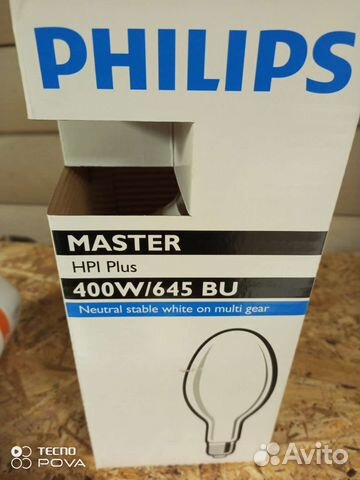 PHILIPS
MASTER
HPI Plus
400W/645 BU
Neutral stable white on multi gear
TECNO
POVA
Avito